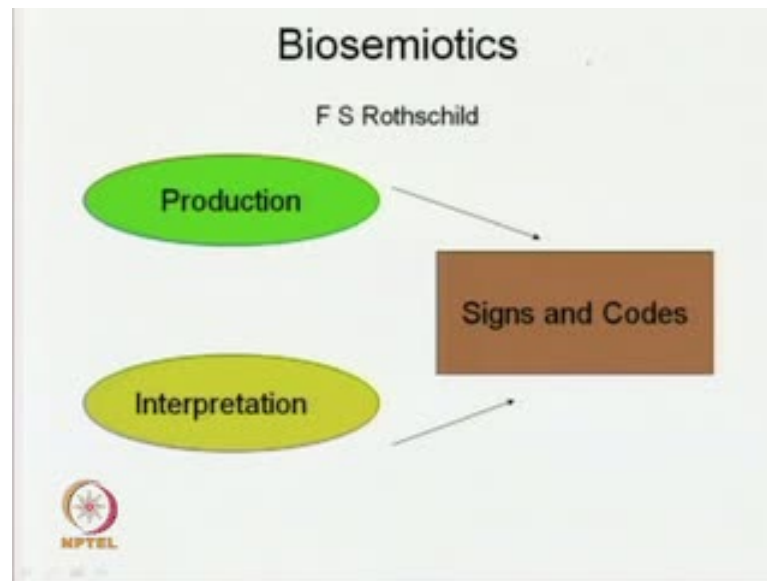 Biosemiotics
F S Rothschild
Production
Signs and Codes
Interpretation
NPTEL